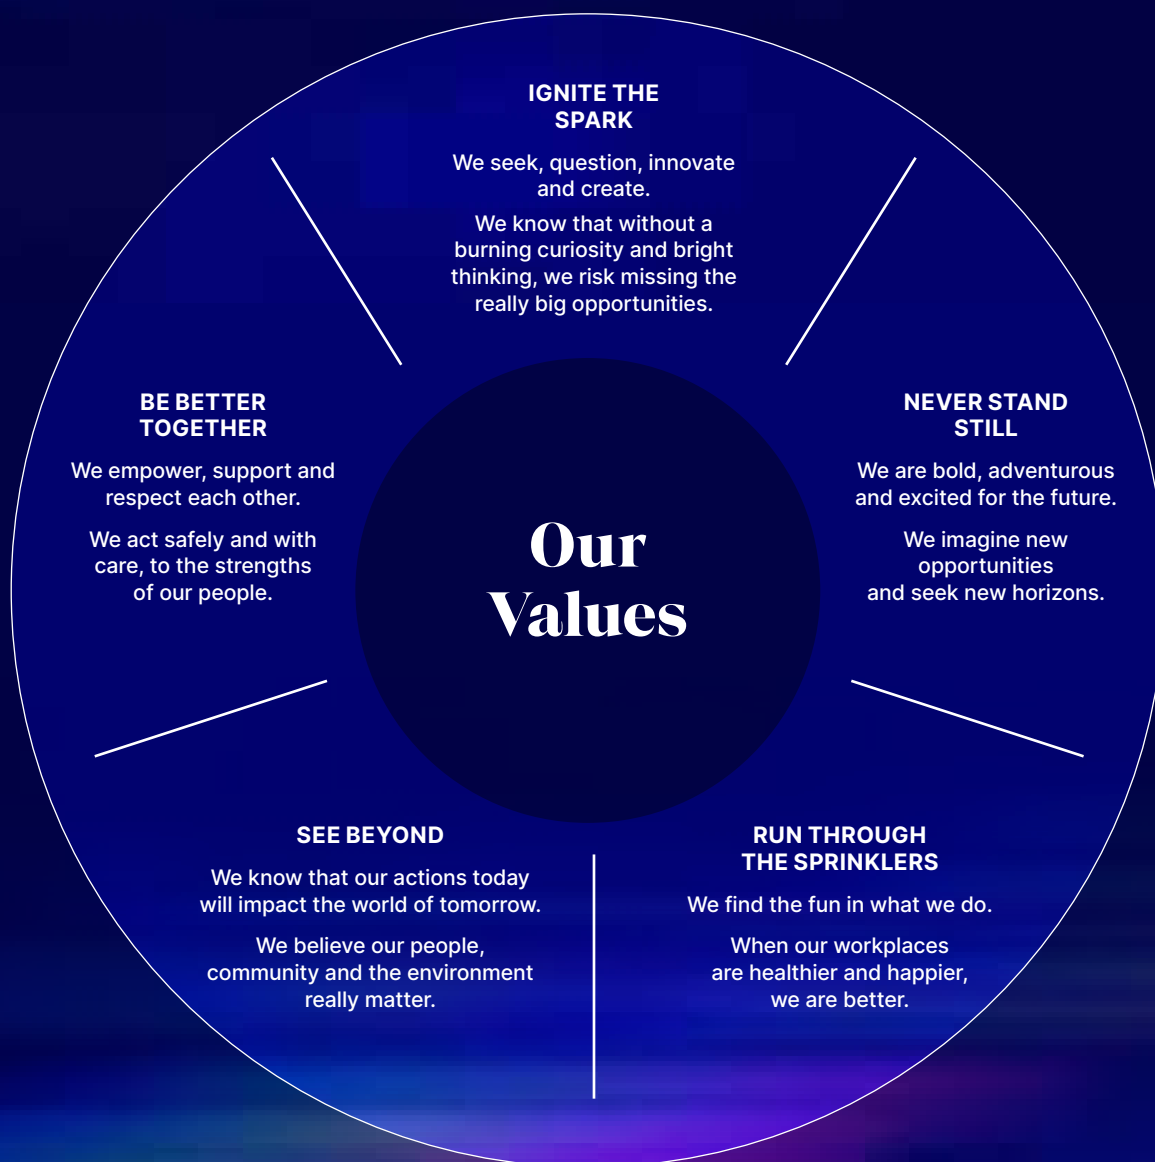 IGNITE THE
SPARK
We seek, question, innovate
and create.
We know that without a
burning curiosity and bright
thinking, we risk missing the
really big opportunities.
BE BETTER
TOGETHER
We empower, support and
respect each other.
We act safely and with
care, to the strengths
of our people.
Our
Values
NEVER STAND
STILL
We are bold, adventurous
and excited for the future.
We imagine new
opportunities
and seek new horizons.
SEE BEYOND
We know that our actions today
will impact the world of tomorrow.
We believe our people,
community and the environment
really matter.
RUN THROUGH
THE SPRINKLERS
We find the fun in what we do.
When our workplaces
are healthier and happier,
we are better.